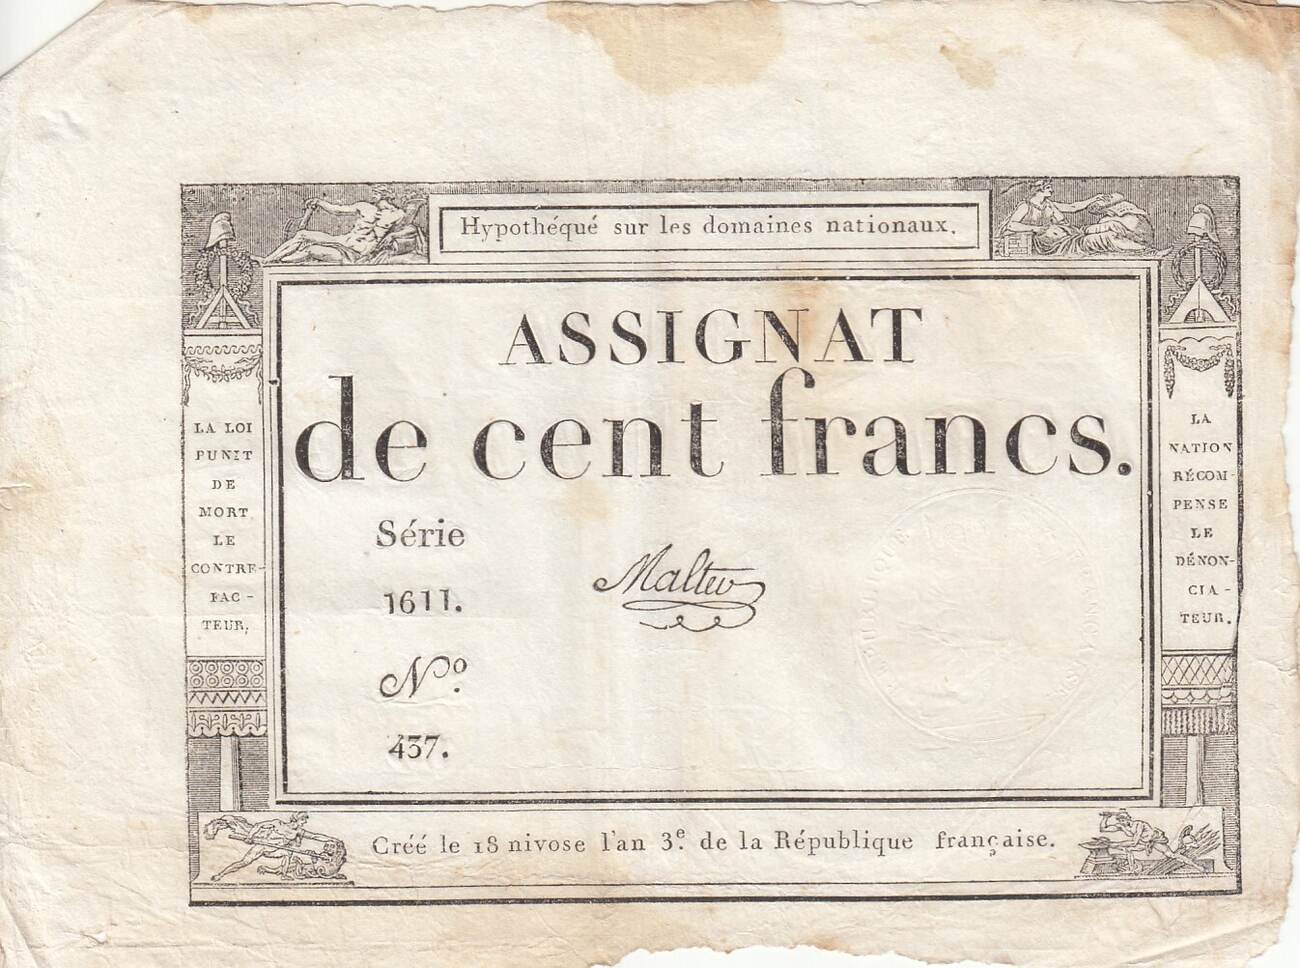 Hypothéqué sur les domaines nationaux.
ASSIGNAT
de cent francs.
LA LOI
PUNIT
DE
MORT
LE
CONTRE-
FAC-
TEUR.
Série
1611.
Nº.
437.
Malteu
LA
NATION
RÉCOM-
PENSE
LE
DÉNON-
CIA-
TEUR.
Créé le 18 nivose l'an 3e. de la République française.